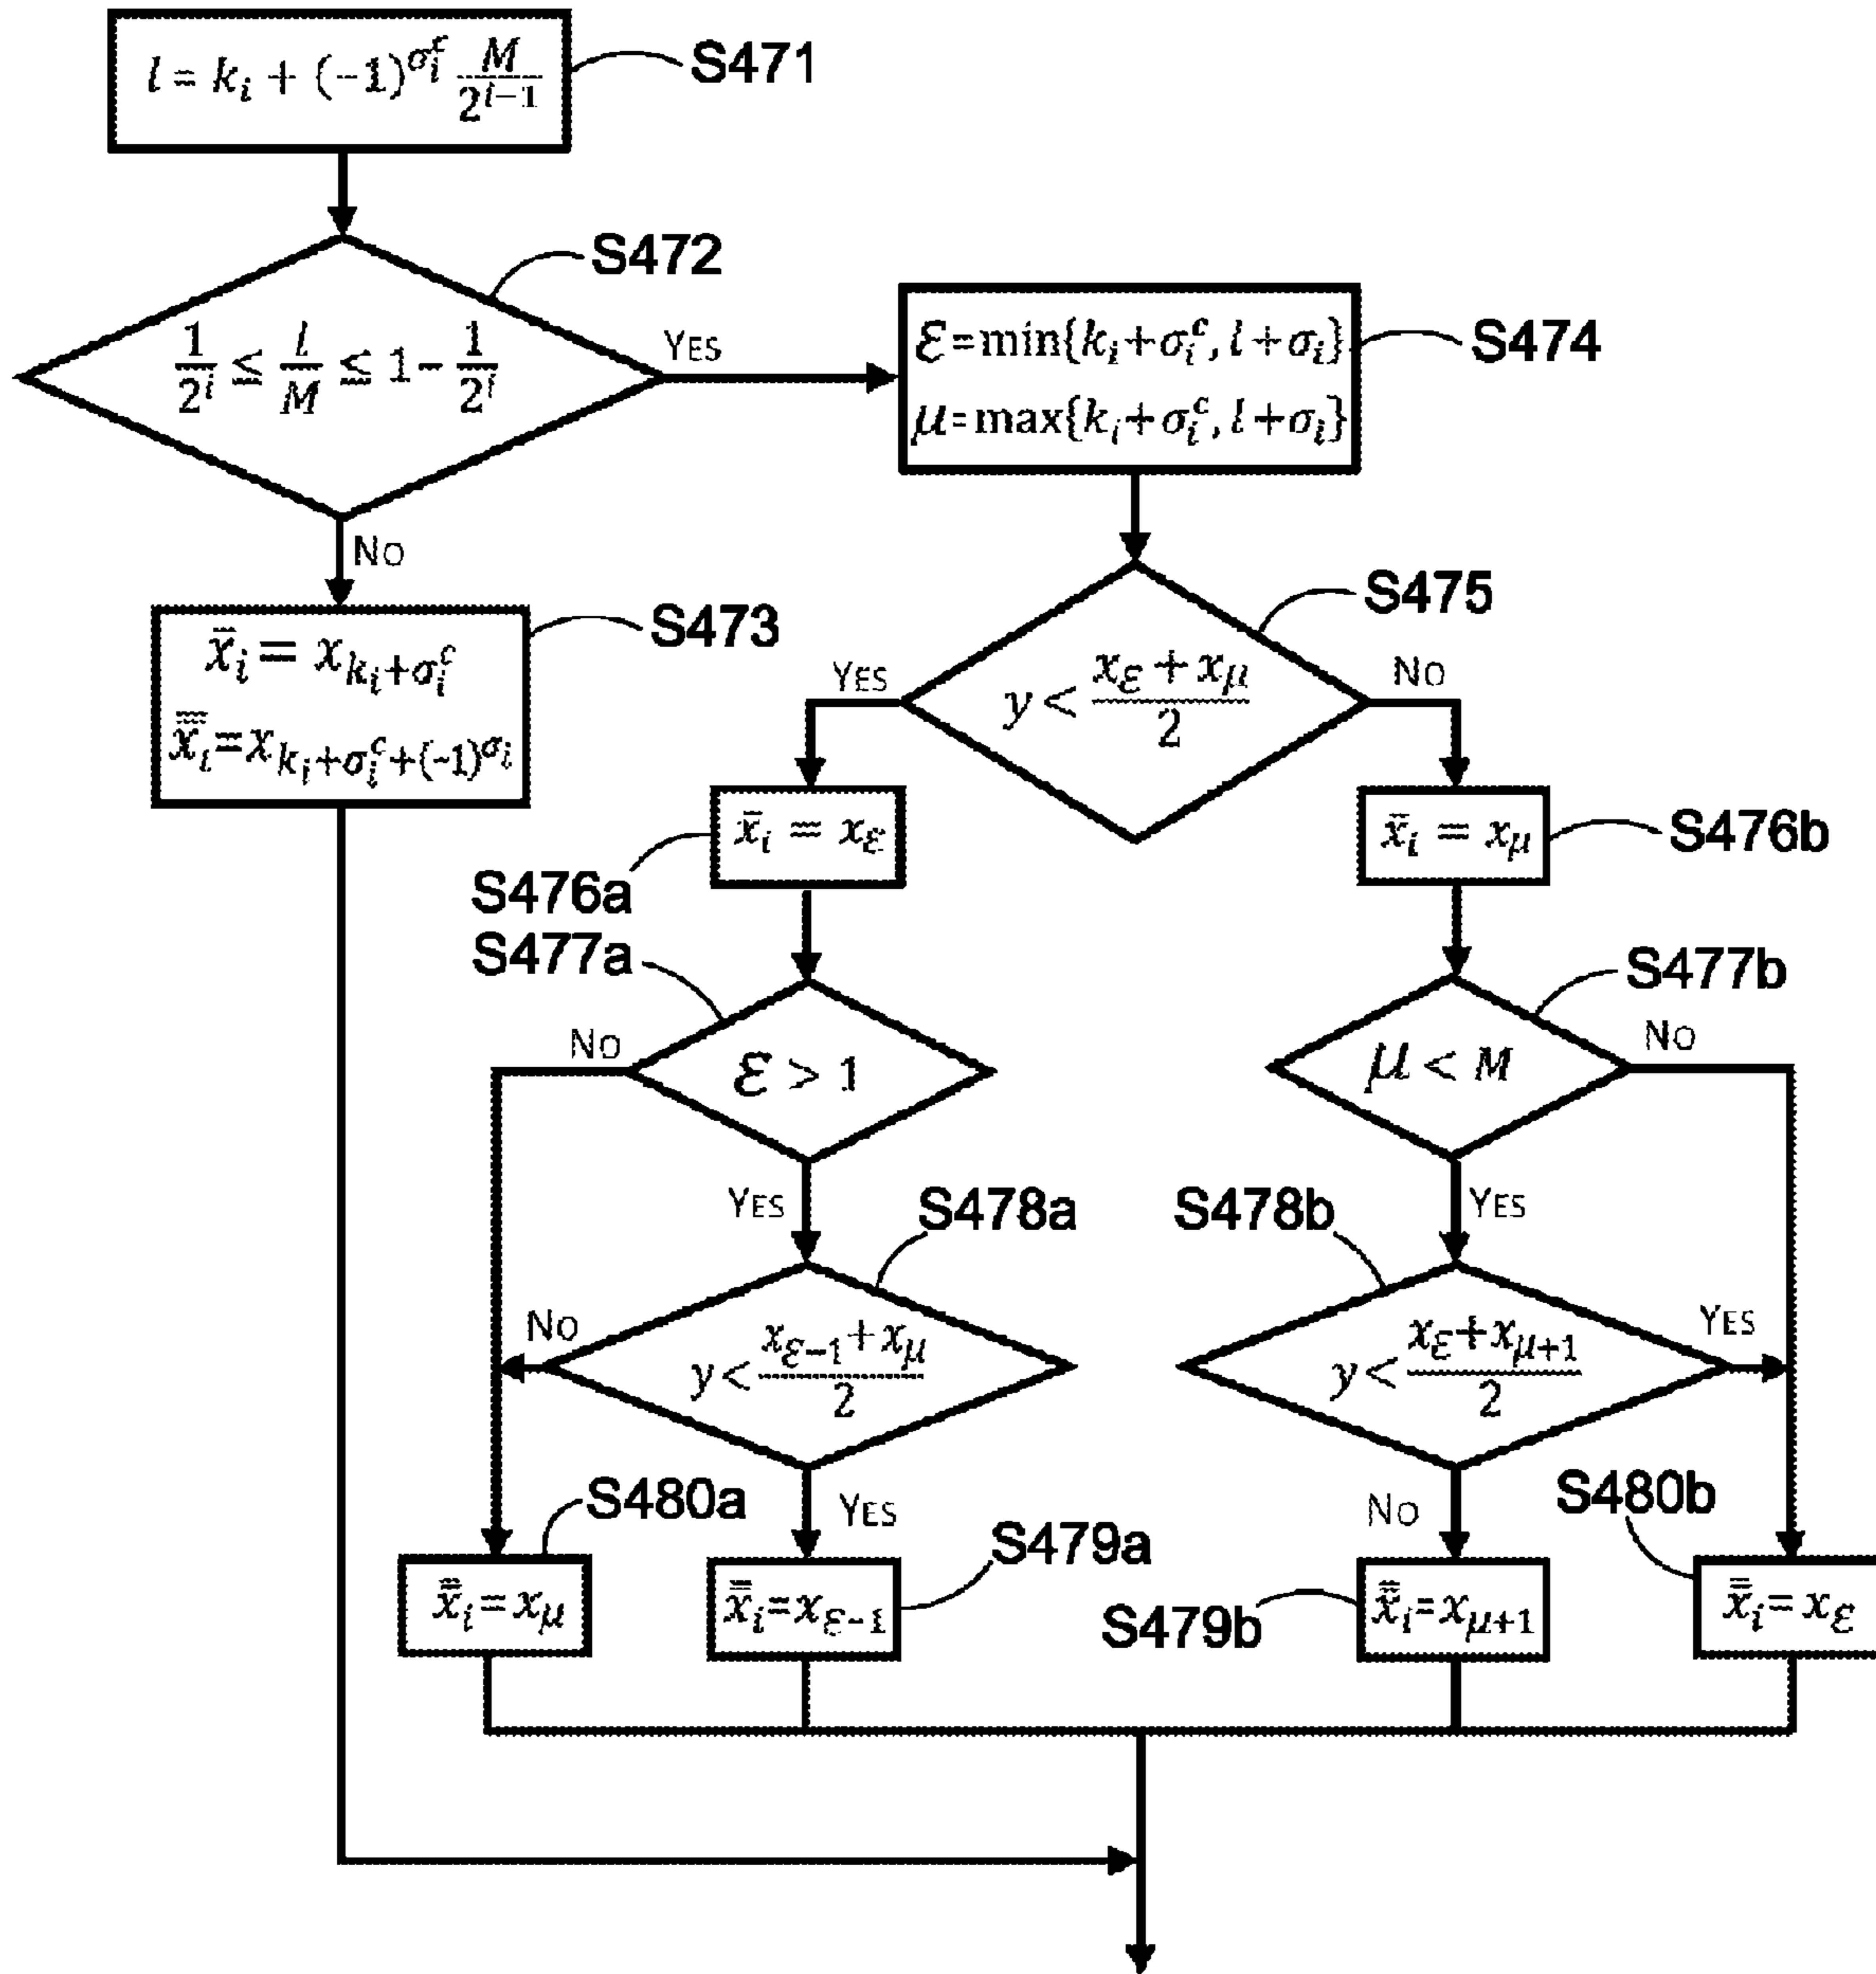 l = k_i + (-1)^{σ_i^c} M / 2^{i-1}
S471
S472
1/2^i ≤ l/M ≤ 1 - 1/2^i
YES
NO
S473
x̄_i = x_{k_i+σ_i^c}
x̿_i = x_{k_i+σ_i^c+(-1)^{σ_i}}
ℰ=min{k_i+σ_i^c, l+σ_i}
μ=max{k_i+σ_i^c, l+σ_i}
S474
S475
YES
y < (x_ℰ + x_μ)/2
NO
x̄_i = x_ℰ
S476a
x̄_i = x_μ
S476b
S477a
S477b
NO
ℰ > 1
μ < M
NO
YES
YES
S478a
S478b
NO
y < (x_{ℰ-1} + x_μ)/2
y < (x_ℰ + x_{μ+1})/2
YES
S480a
YES
NO
S480b
S479a
S479b
x̿_i = x_μ
x̿_i = x_{ℰ-1}
x̿_i = x_{μ+1}
x̿_i = x_ℰ